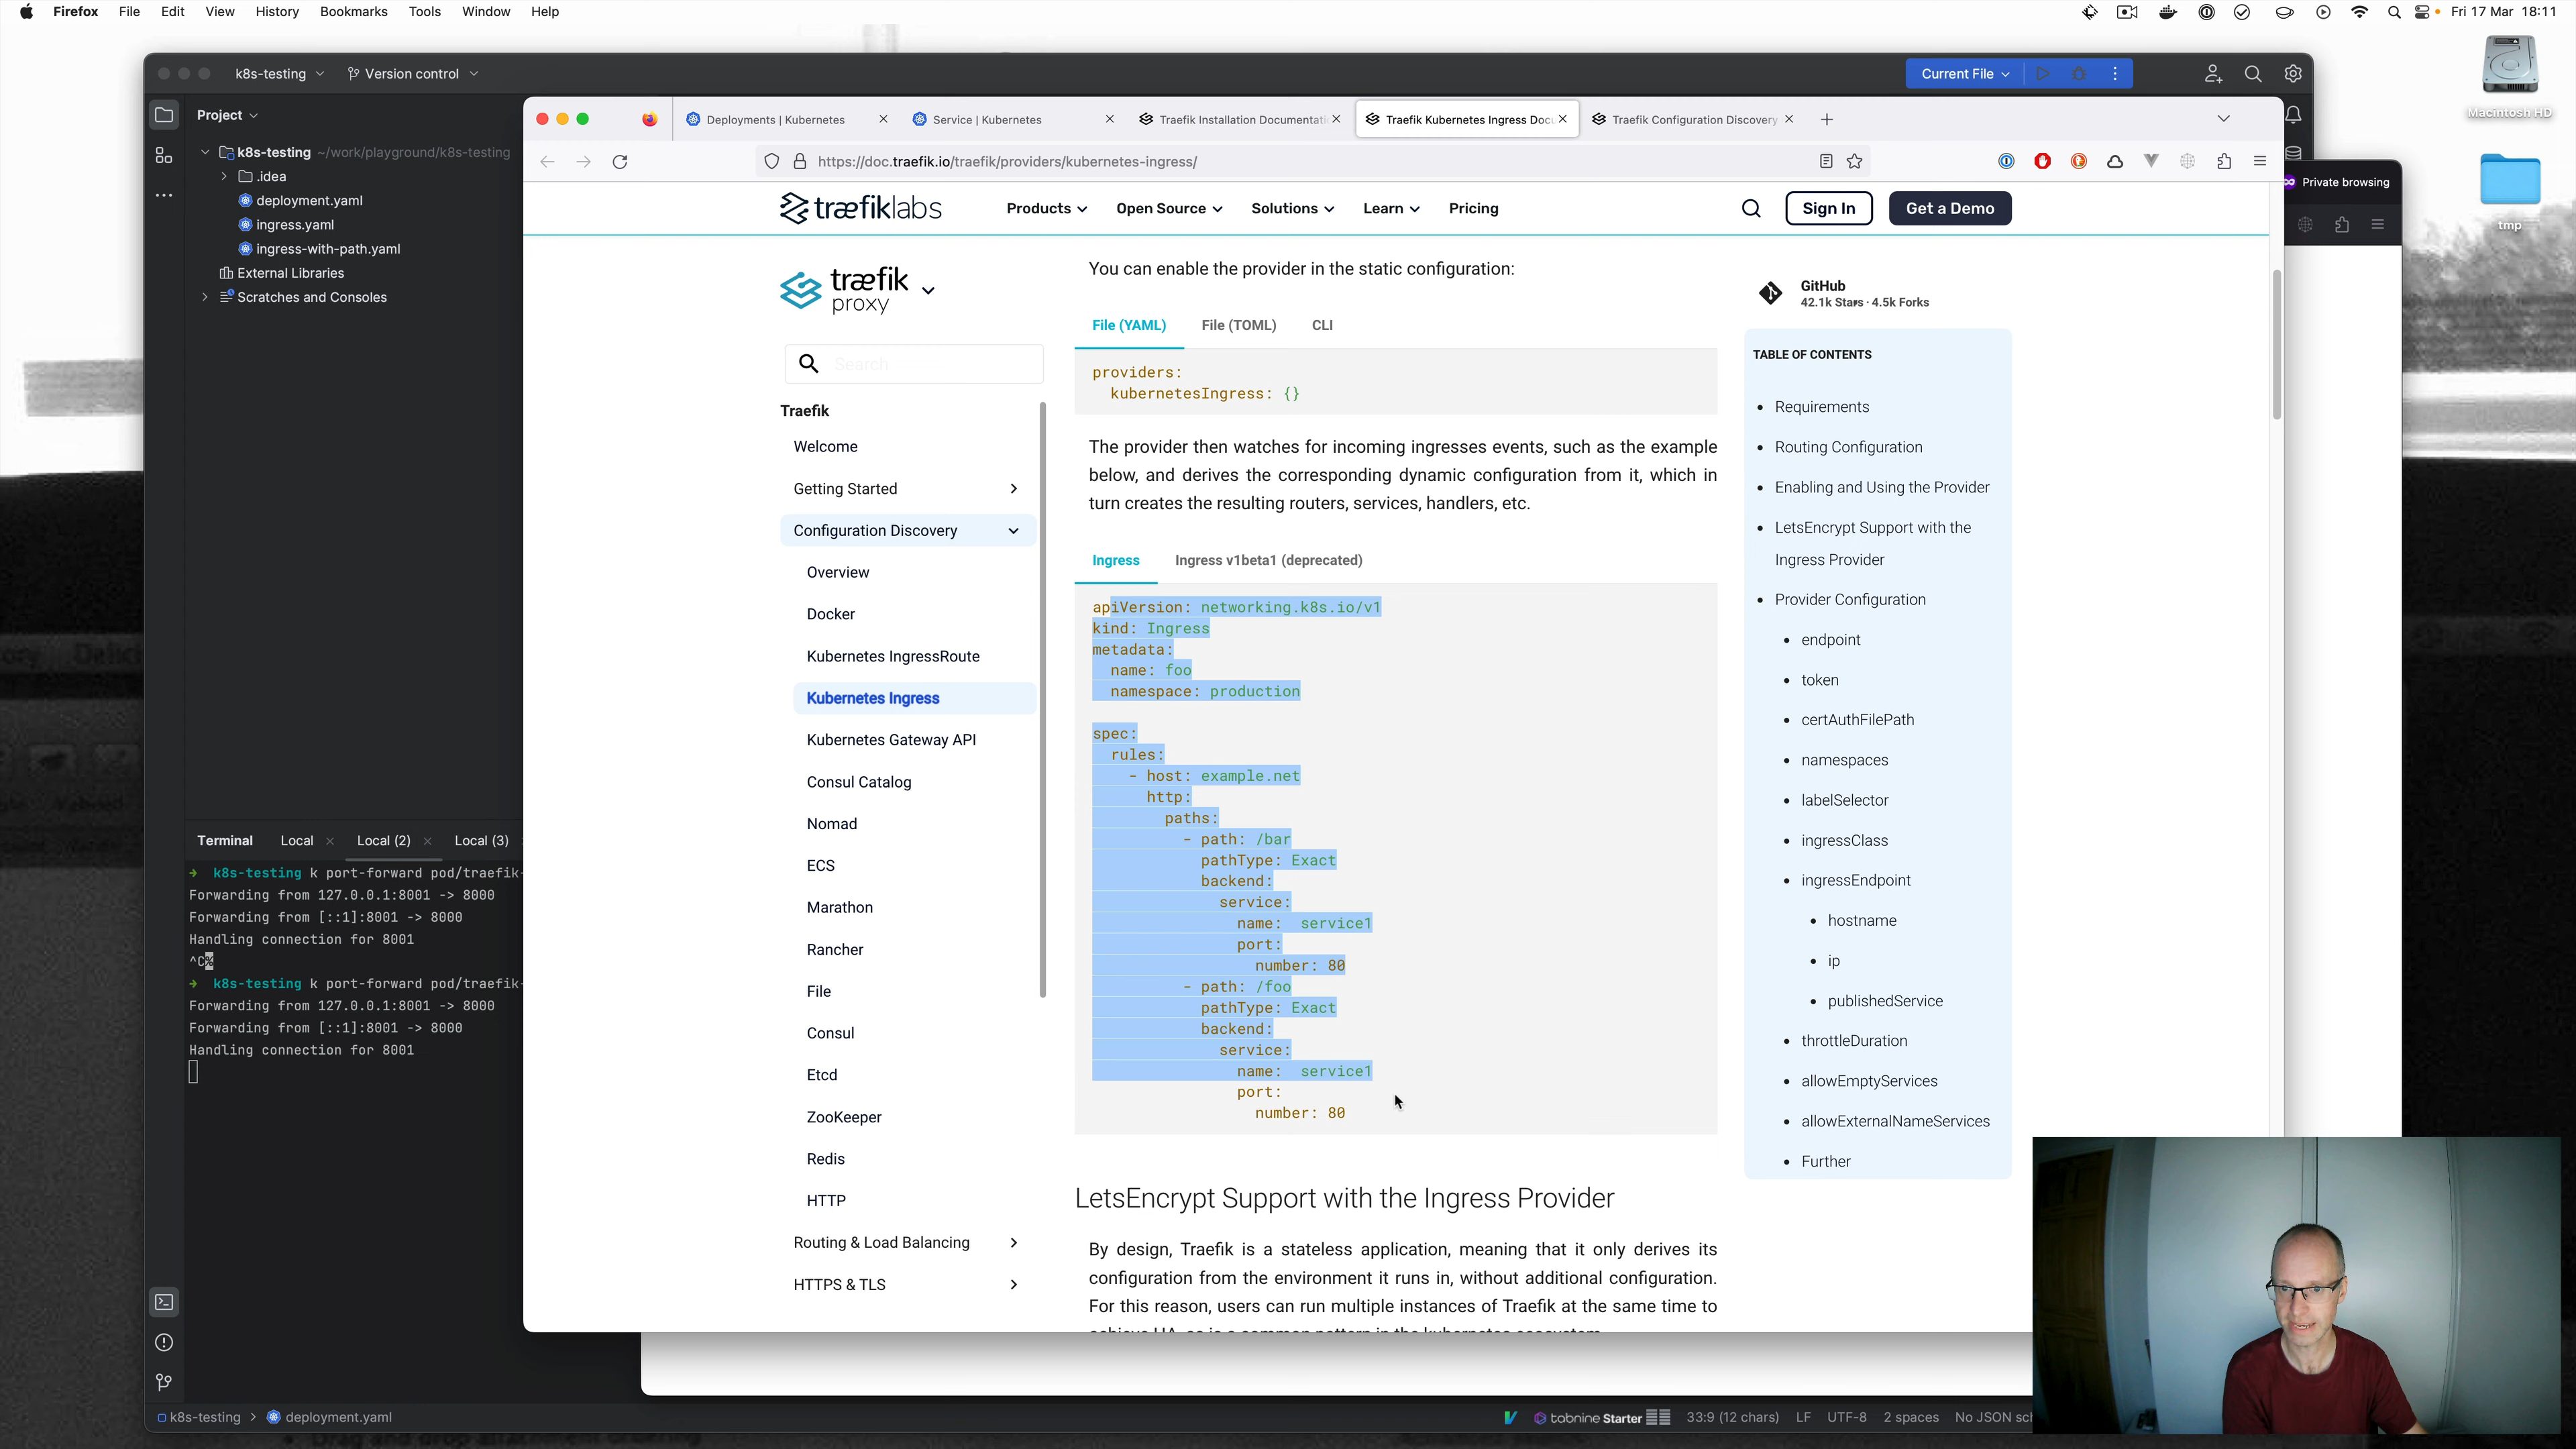 Firefox File Edit View History Bookmarks Tools Window Help
Fri 17 Mar 18:11
Macintosh HD
tmp
k8s-testing
Version control
Current File
Project
k8s-testing ~/work/playground/k8s-testing
.idea
deployment.yaml
ingress.yaml
ingress-with-path.yaml
External Libraries
Scratches and Consoles
Deployments | Kubernetes
Service | Kubernetes
Traefik Installation Documentati
Traefik Kubernetes Ingress Docu
Traefik Configuration Discovery
https://doc.traefik.io/traefik/providers/kubernetes-ingress/
Private browsing
træfiklabs
Products
Open Source
Solutions
Learn
Pricing
Sign In
Get a Demo
træfik
proxy
Search
Traefik
Welcome
Getting Started
Configuration Discovery
Overview
Docker
Kubernetes IngressRoute
Kubernetes Ingress
Kubernetes Gateway API
Consul Catalog
Nomad
ECS
Marathon
Rancher
File
Consul
Etcd
ZooKeeper
Redis
HTTP
Routing & Load Balancing
HTTPS & TLS
You can enable the provider in the static configuration:
File (YAML) File (TOML) CLI
providers:
kubernetesIngress: {}
The provider then watches for incoming ingresses events, such as the example
below, and derives the corresponding dynamic configuration from it, which in
turn creates the resulting routers, services, handlers, etc.
Ingress Ingress v1beta1 (deprecated)
apiVersion: networking.k8s.io/v1
kind: Ingress
metadata:
name: foo
namespace: production
spec:
rules:
- host: example.net
http:
paths:
- path: /bar
pathType: Exact
backend:
service:
name: service1
port:
number: 80
- path: /foo
pathType: Exact
backend:
service:
name: service1
port:
number: 80
LetsEncrypt Support with the Ingress Provider
By design, Traefik is a stateless application, meaning that it only derives its
configuration from the environment it runs in, without additional configuration.
For this reason, users can run multiple instances of Traefik at the same time to
achieve HA, as is a common pattern in the kubernetes ecosystem.
GitHub
42.1k Stars · 4.5k Forks
TABLE OF CONTENTS
Requirements
Routing Configuration
Enabling and Using the Provider
LetsEncrypt Support with the
Ingress Provider
Provider Configuration
endpoint
token
certAuthFilePath
namespaces
labelSelector
ingressClass
ingressEndpoint
hostname
ip
publishedService
throttleDuration
allowEmptyServices
allowExternalNameServices
Further
Terminal Local Local (2) Local (3)
➜ k8s-testing k port-forward pod/traefik-
Forwarding from 127.0.0.1:8001 -> 8000
Forwarding from [::1]:8001 -> 8000
Handling connection for 8001
^C%
➜ k8s-testing k port-forward pod/traefik-
Forwarding from 127.0.0.1:8001 -> 8000
Forwarding from [::1]:8001 -> 8000
Handling connection for 8001
k8s-testing > deployment.yaml
tabnine Starter
33:9 (12 chars) LF UTF-8 2 spaces No JSON sch